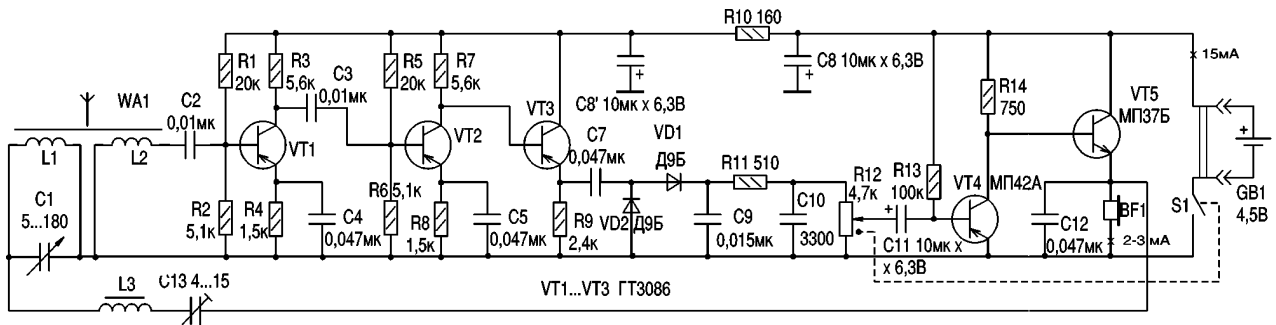 R10 160
R1
20к
R3
5,6к
C3
0,01мк
R5
20к
R7
5,6к
C8 10мк х 6,3В
15мА
WA1
C2
0,01мк
C8' 10мк х 6,3В
R14
750
VT5
МП37Б
VT1
VT2
VT3
C7
0,047мк
VD1
Д9Б
L1
L2
R11 510
R12
4,7к
R13
100к
VT4 МП42А
C1
5...180
R2
5,1к
R4
1,5к
C4
0,047мк
R6 5,1к
R8
1,5к
C5
0,047мк
R9
2,4к
VD2 Д9Б
C9
0,015мк
C10
3300
C11 10мк х
х 6,3В
C12
0,047мк
BF1
2-3 мА
S1
GB1
4,5В
L3
C13 4...15
VT1...VT3 ГТ308б